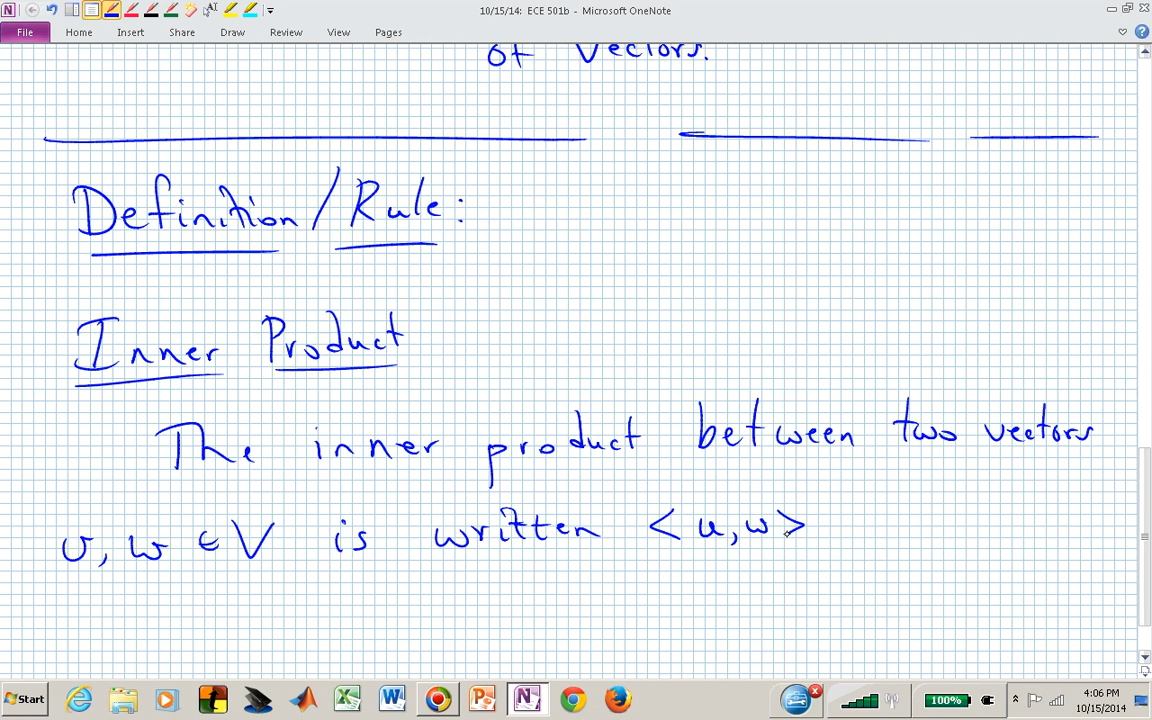 10/15/14: ECE 501b - Microsoft OneNote
File Home Insert Share Draw Review View Pages
of vectors.
Definition/Rule:
Inner Product
The inner product between two vectors
v, w ∈ V is written <u,w>
Start 100% 4:06 PM
10/15/2014